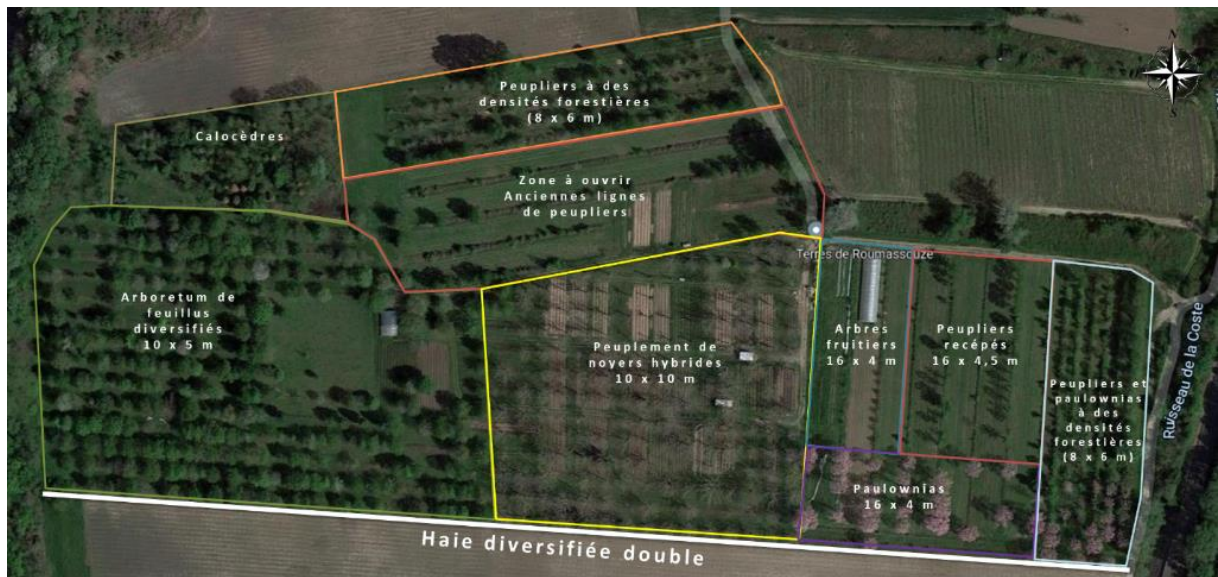 Peupliers à des
densités forestières
(8 x 6 m)
Calocèdres
Zone à ouvrir
Anciennes lignes
de peupliers
Terres de Roumassouze
Arboretum de
feuillus
diversifiés
10 x 5 m
Peuplement de
noyers hybrides
10 x 10 m
Arbres
fruitiers
16 x 4 m
Peupliers
recépés
16 x 4,5 m
Peupliers et
paulownias
à des
densités
forestières
(8 x 6 m)
Ruisseau de la Coste
Paulownias
16 x 4 m
Haie diversifiée double